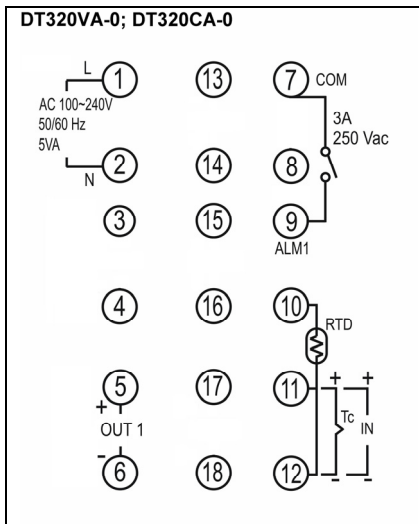 DT320VA-0; DT320CA-0
L 1 13 7 COM
AC 100~240V
50/60 Hz
5VA
3A
250 Vac
N 2 14 8
3 15 9
ALM1
4 16 10
RTD
5 17 11 + +
+
OUT 1
Tc IN
-
6 18 12 - -